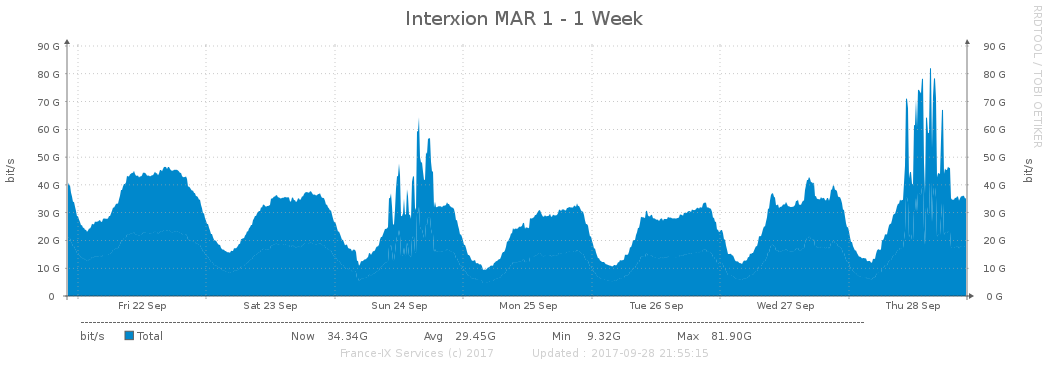 Interxion MAR 1 - 1 Week
RRDTOOL / TOBI OETIKER
bit/s
bit/s
90 G 90 G
80 G 80 G
70 G 70 G
60 G 60 G
50 G 50 G
40 G 40 G
30 G 30 G
20 G 20 G
10 G 10 G
0 0 G
Fri 22 Sep Sat 23 Sep Sun 24 Sep Mon 25 Sep Tue 26 Sep Wed 27 Sep Thu 28 Sep
bit/s Total Now 34.34G Avg 29.45G Min 9.32G Max 81.90G
France-IX Services (c) 2017 Updated : 2017-09-28 21:55:15